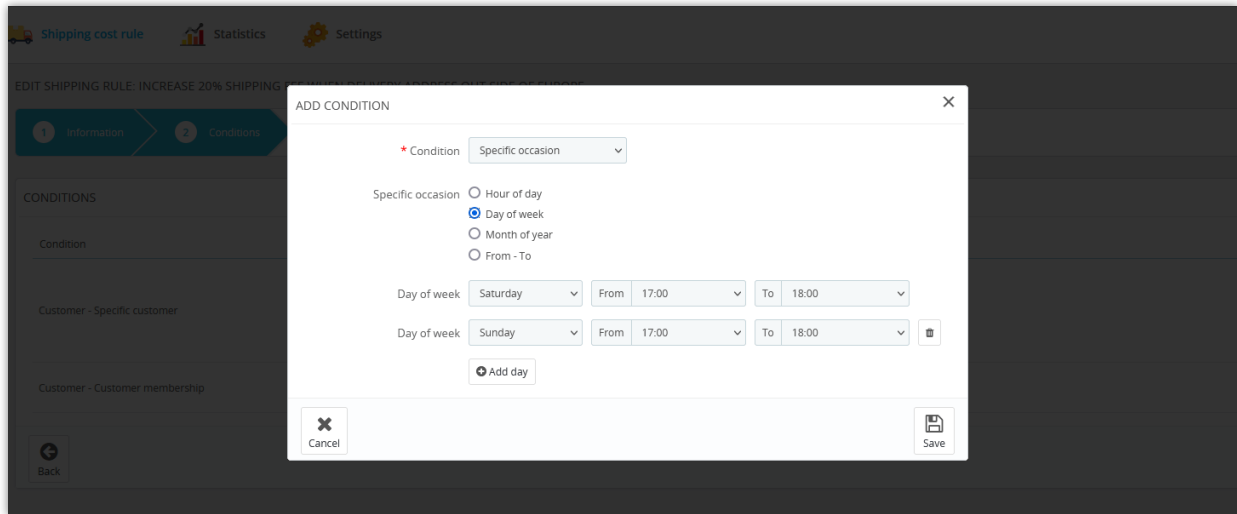 Shipping cost rule Statistics Settings
EDIT SHIPPING RULE: INCREASE 20% SHIPPING FEE WHEN DELIVERY ADDRESS OUT SIDE OF EUROPE
1 Information 2 Conditions
CONDITIONS
Condition
Customer - Specific customer
Customer - Customer membership
Back
ADD CONDITION
* Condition Specific occasion
Specific occasion Hour of day
Day of week
Month of year
From - To
Day of week Saturday From 17:00 To 18:00
Day of week Sunday From 17:00 To 18:00
Add day
Cancel Save